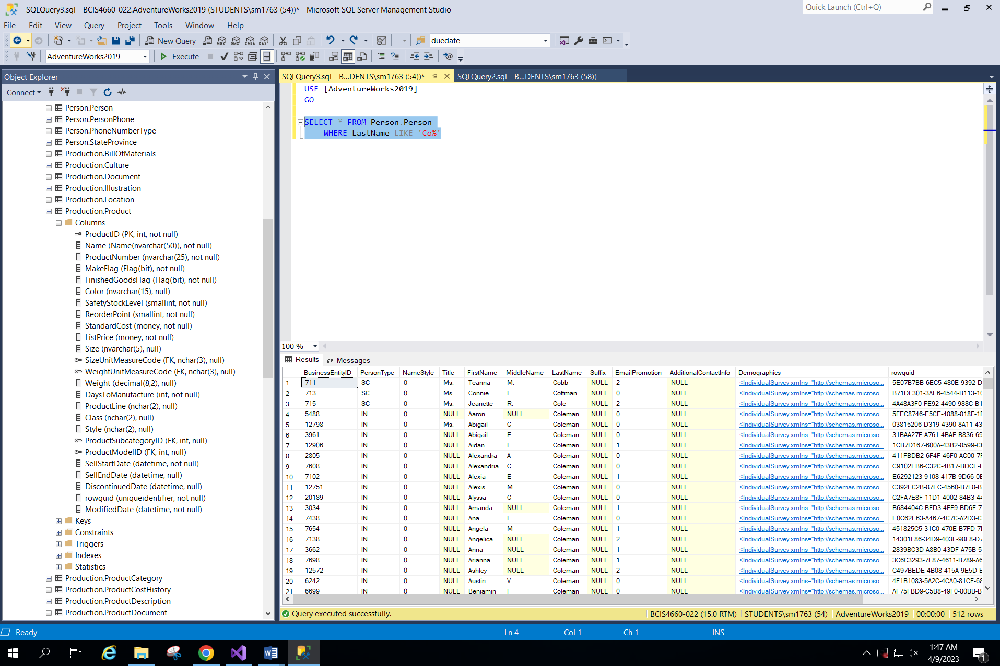 SQLQuery3.sql - BCIS4660-022.AdventureWorks2019 (STUDENTS\sm1763 (54))* - Microsoft SQL Server Management Studio
Quick Launch (Ctrl+Q)
File Edit View Query Project Tools Window Help
New Query MDX DMX XMLA DAX duedate
AdventureWorks2019 Execute
Object Explorer
Connect
Person.Person
Person.PersonPhone
Person.PhoneNumberType
Person.StateProvince
Production.BillOfMaterials
Production.Culture
Production.Document
Production.Illustration
Production.Location
Production.Product
Columns
ProductID (PK, int, not null)
Name (Name(nvarchar(50)), not null)
ProductNumber (nvarchar(25), not null)
MakeFlag (Flag(bit), not null)
FinishedGoodsFlag (Flag(bit), not null)
Color (nvarchar(15), null)
SafetyStockLevel (smallint, not null)
ReorderPoint (smallint, not null)
StandardCost (money, not null)
ListPrice (money, not null)
Size (nvarchar(5), null)
SizeUnitMeasureCode (FK, nchar(3), null)
WeightUnitMeasureCode (FK, nchar(3), null)
Weight (decimal(8,2), null)
DaysToManufacture (int, not null)
ProductLine (nchar(2), null)
Class (nchar(2), null)
Style (nchar(2), null)
ProductSubcategoryID (FK, int, null)
ProductModelID (FK, int, null)
SellStartDate (datetime, not null)
SellEndDate (datetime, null)
DiscontinuedDate (datetime, null)
rowguid (uniqueidentifier, not null)
ModifiedDate (datetime, not null)
Keys
Constraints
Triggers
Indexes
Statistics
Production.ProductCategory
Production.ProductCostHistory
Production.ProductDescription
Production.ProductDocument
SQLQuery3.sql - B...DENTS\sm1763 (54))* SQLQuery2.sql - B...DENTS\sm1763 (58))
USE [AdventureWorks2019]
GO
SELECT * FROM Person.Person
WHERE LastName LIKE 'Co%'
100 %
Results Messages
BusinessEntityID PersonType NameStyle Title FirstName MiddleName LastName Suffix EmailPromotion AdditionalContactInfo Demographics rowguid
1 711 SC 0 Ms. Teanna M. Cobb NULL 2 NULL <IndividualSurvey xmlns="http://schemas.microso... 5E07B7BB-6EC5-480E-9392-D
2 713 SC 0 Ms. Connie L. Coffman NULL 0 NULL <IndividualSurvey xmlns="http://schemas.microso... B71DF301-3AE6-4544-B113-10
3 715 SC 0 Ms. Jeanette R. Cole NULL 2 NULL <IndividualSurvey xmlns="http://schemas.microso... 4A48A3F0-FE92-4490-988C-B1
4 5488 IN 0 NULL Aaron NULL Coleman NULL 0 NULL <IndividualSurvey xmlns="http://schemas.microso... 5FEC8746-E5CE-4888-818F-1E
5 12798 IN 0 Ms. Abigail C Coleman NULL 0 NULL <IndividualSurvey xmlns="http://schemas.microso... 03815206-D319-4390-8A11-43
6 3961 IN 0 NULL Abigail E Coleman NULL 0 NULL <IndividualSurvey xmlns="http://schemas.microso... 31BAA27F-A761-4BAF-B836-69
7 12906 IN 0 NULL Aidan L Coleman NULL 1 NULL <IndividualSurvey xmlns="http://schemas.microso... 1CB7D167-600A-43B2-8599-C6
8 2805 IN 0 NULL Alexandra A Coleman NULL 0 NULL <IndividualSurvey xmlns="http://schemas.microso... 411FBDB2-6F4F-46F0-AC00-7F
9 7608 IN 0 NULL Alexandria C Coleman NULL 0 NULL <IndividualSurvey xmlns="http://schemas.microso... C9102EB6-C32C-4B17-BDCE-E
10 7102 IN 0 NULL Alexia E Coleman NULL 1 NULL <IndividualSurvey xmlns="http://schemas.microso... E6292123-9108-417B-9D66-0E
11 12751 IN 0 NULL Alexis M Coleman NULL 0 NULL <IndividualSurvey xmlns="http://schemas.microso... C392EC2B-87EC-4560-B7F8-B
12 20189 IN 0 NULL Alyssa C Coleman NULL 0 NULL <IndividualSurvey xmlns="http://schemas.microso... C2FA7E8F-11D1-4002-84B3-44
13 3034 IN 0 NULL Amanda NULL Coleman NULL 1 NULL <IndividualSurvey xmlns="http://schemas.microso... B684404C-BFD3-4FF9-BD6F-7
14 7438 IN 0 NULL Ana L Coleman NULL 0 NULL <IndividualSurvey xmlns="http://schemas.microso... E0C62E63-A467-4C7C-A2D3-C
15 7654 IN 0 NULL Angela M Coleman NULL 1 NULL <IndividualSurvey xmlns="http://schemas.microso... 451825C5-31C0-470E-B7FD-7D
16 7138 IN 0 NULL Angelica NULL Coleman NULL 2 NULL <IndividualSurvey xmlns="http://schemas.microso... 14301F86-34D9-403F-98F8-D7
17 3662 IN 0 NULL Anna NULL Coleman NULL 1 NULL <IndividualSurvey xmlns="http://schemas.microso... 2839BC3D-A8B0-43DF-A75B-5
18 7698 IN 0 NULL Arianna NULL Coleman NULL 1 NULL <IndividualSurvey xmlns="http://schemas.microso... 3C6C3293-7F87-4611-B789-A6
19 12572 IN 0 NULL Ashley NULL Coleman NULL 2 NULL <IndividualSurvey xmlns="http://schemas.microso... C497BEDE-4B08-415A-9E5D-E
20 6242 IN 0 NULL Austin V Coleman NULL 0 NULL <IndividualSurvey xmlns="http://schemas.microso... 4F1B1083-5A2C-4CA0-81CF-68
21 6699 IN 0 NULL Benjamin F Coleman NULL 0 NULL <IndividualSurvey xmlns="http://schemas.microso... AF75FBD9-C5B8-49F0-80BB-B
Query executed successfully. BCIS4660-022 (15.0 RTM) STUDENTS\sm1763 (54) AdventureWorks2019 00:00:00 512 rows
Ready Ln 4 Col 1 Ch 1 INS
1:47 AM
4/9/2023
1